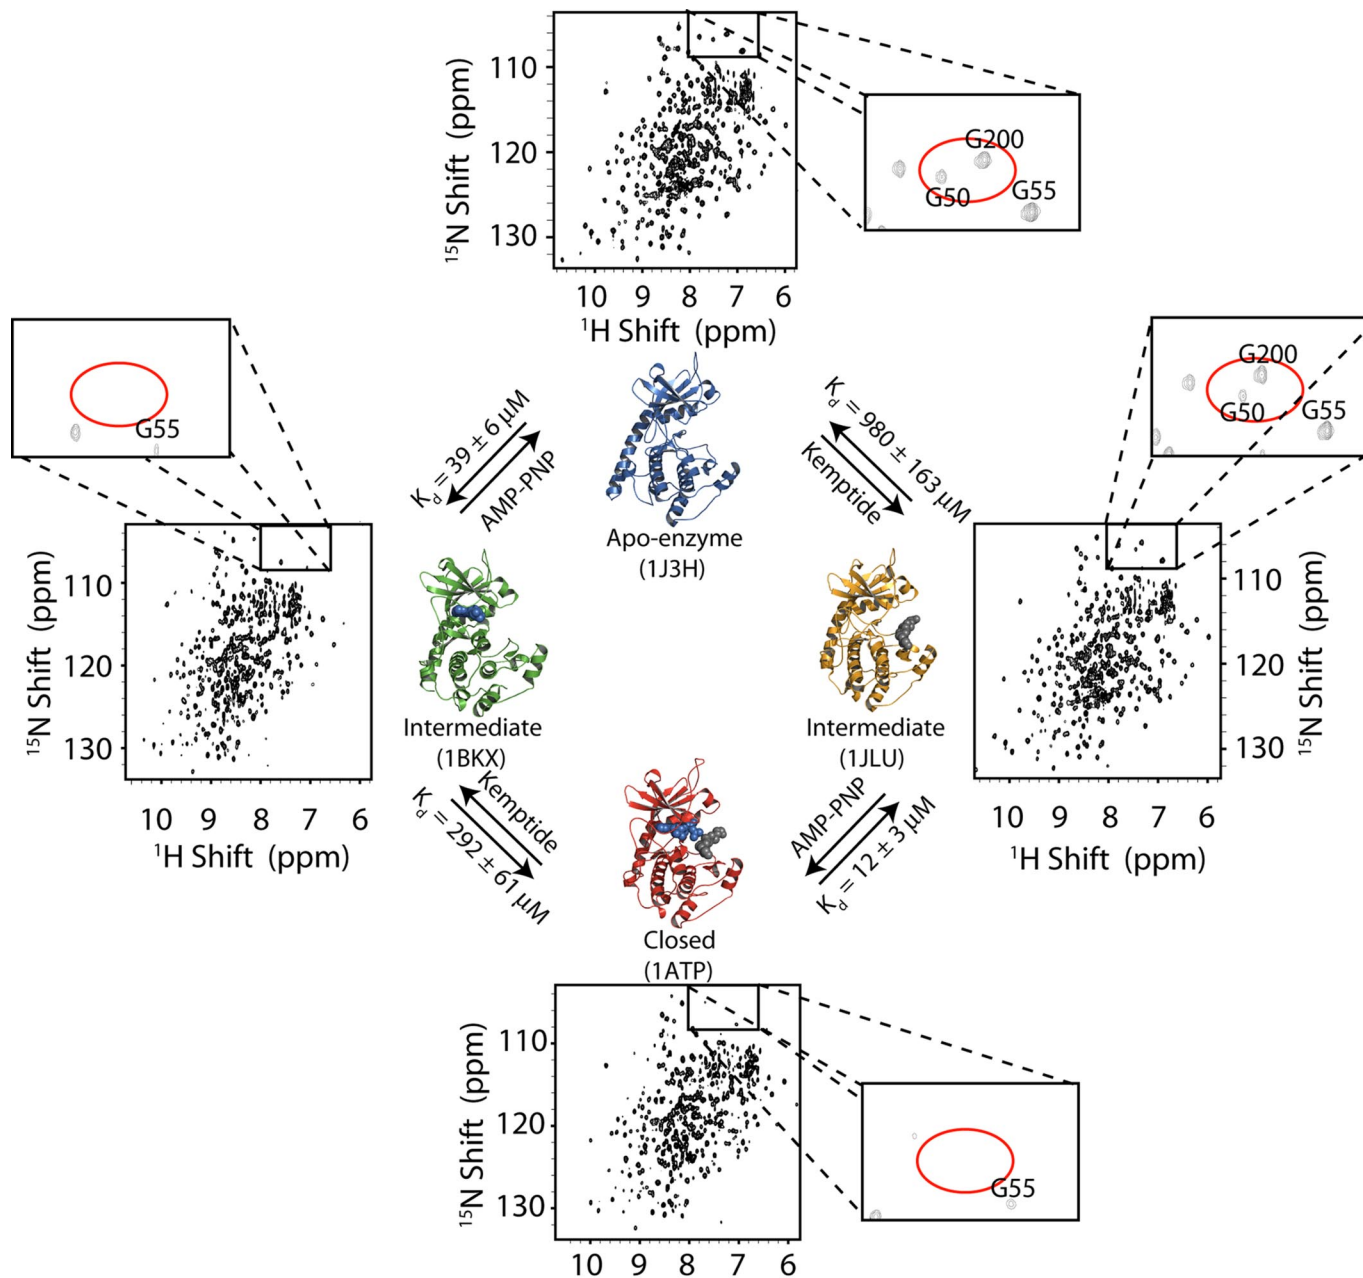 110
120
130
¹⁵N Shift (ppm)
10 9 8 7 6
¹H Shift (ppm)
G200
G50
G55
G55
G200
G50
G55
K_d = 39 ± 6 μM
AMP-PNP
K_d = 980 ± 163 μM
Kemptide
Apo-enzyme
(1J3H)
110
120
130
¹⁵N Shift (ppm)
10 9 8 7 6
¹H Shift (ppm)
Intermediate
(1BKX)
Intermediate
(1JLU)
110
120
130
¹⁵N Shift (ppm)
10 9 8 7 6
¹H Shift (ppm)
Kemptide
K_d = 292 ± 61 μM
AMP-PNP
K_d = 12 ± 3 μM
Closed
(1ATP)
110
120
130
¹⁵N Shift (ppm)
10 9 8 7 6
G55